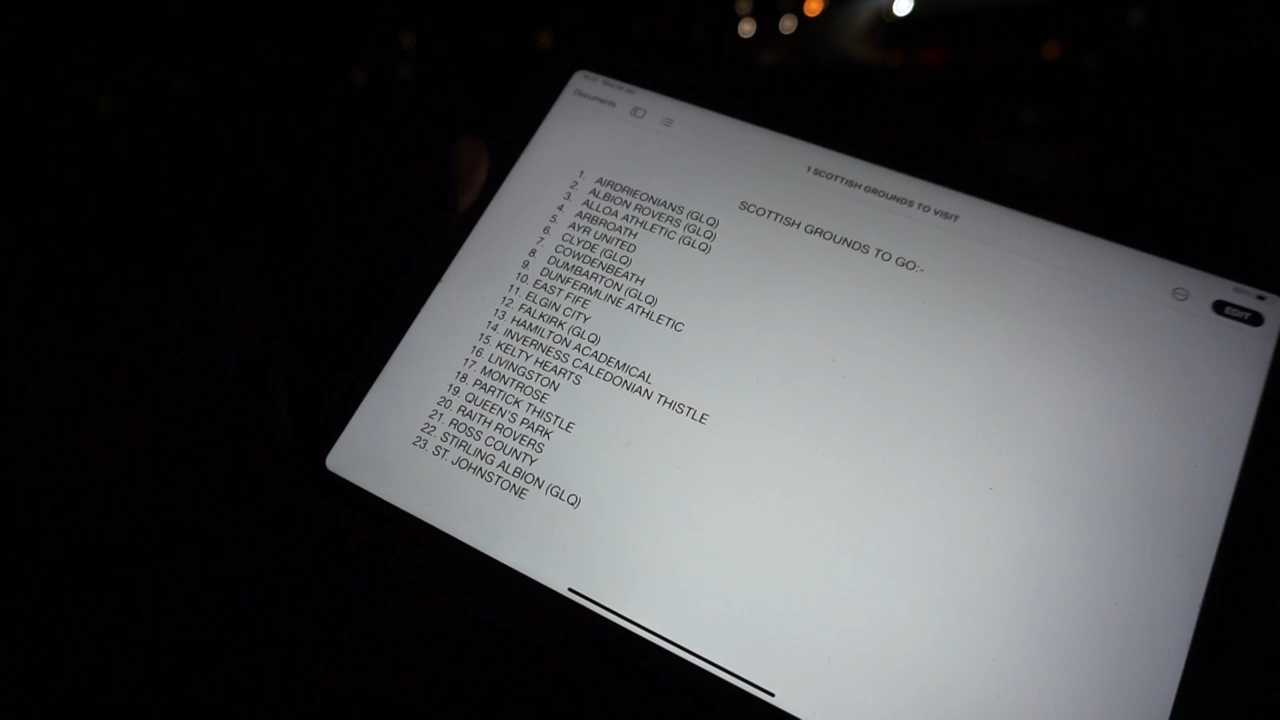 Documents
1 SCOTTISH GROUNDS TO VISIT
EDIT
SCOTTISH GROUNDS TO GO:-
1. AIRDRIEONIANS (GLQ)
2. ALBION ROVERS (GLQ)
3. ALLOA ATHLETIC (GLQ)
4. ARBROATH
5. AYR UNITED
6. CLYDE (GLQ)
7. COWDENBEATH
8. DUMBARTON (GLQ)
9. DUNFERMLINE ATHLETIC
10. EAST FIFE
11. ELGIN CITY
12. FALKIRK (GLQ)
13. HAMILTON ACADEMICAL
14. INVERNESS CALEDONIAN THISTLE
15. KELTY HEARTS
16. LIVINGSTON
17. MONTROSE
18. PARTICK THISTLE
19. QUEEN'S PARK
20. RAITH ROVERS
21. ROSS COUNTY
22. STIRLING ALBION (GLQ)
23. ST. JOHNSTONE